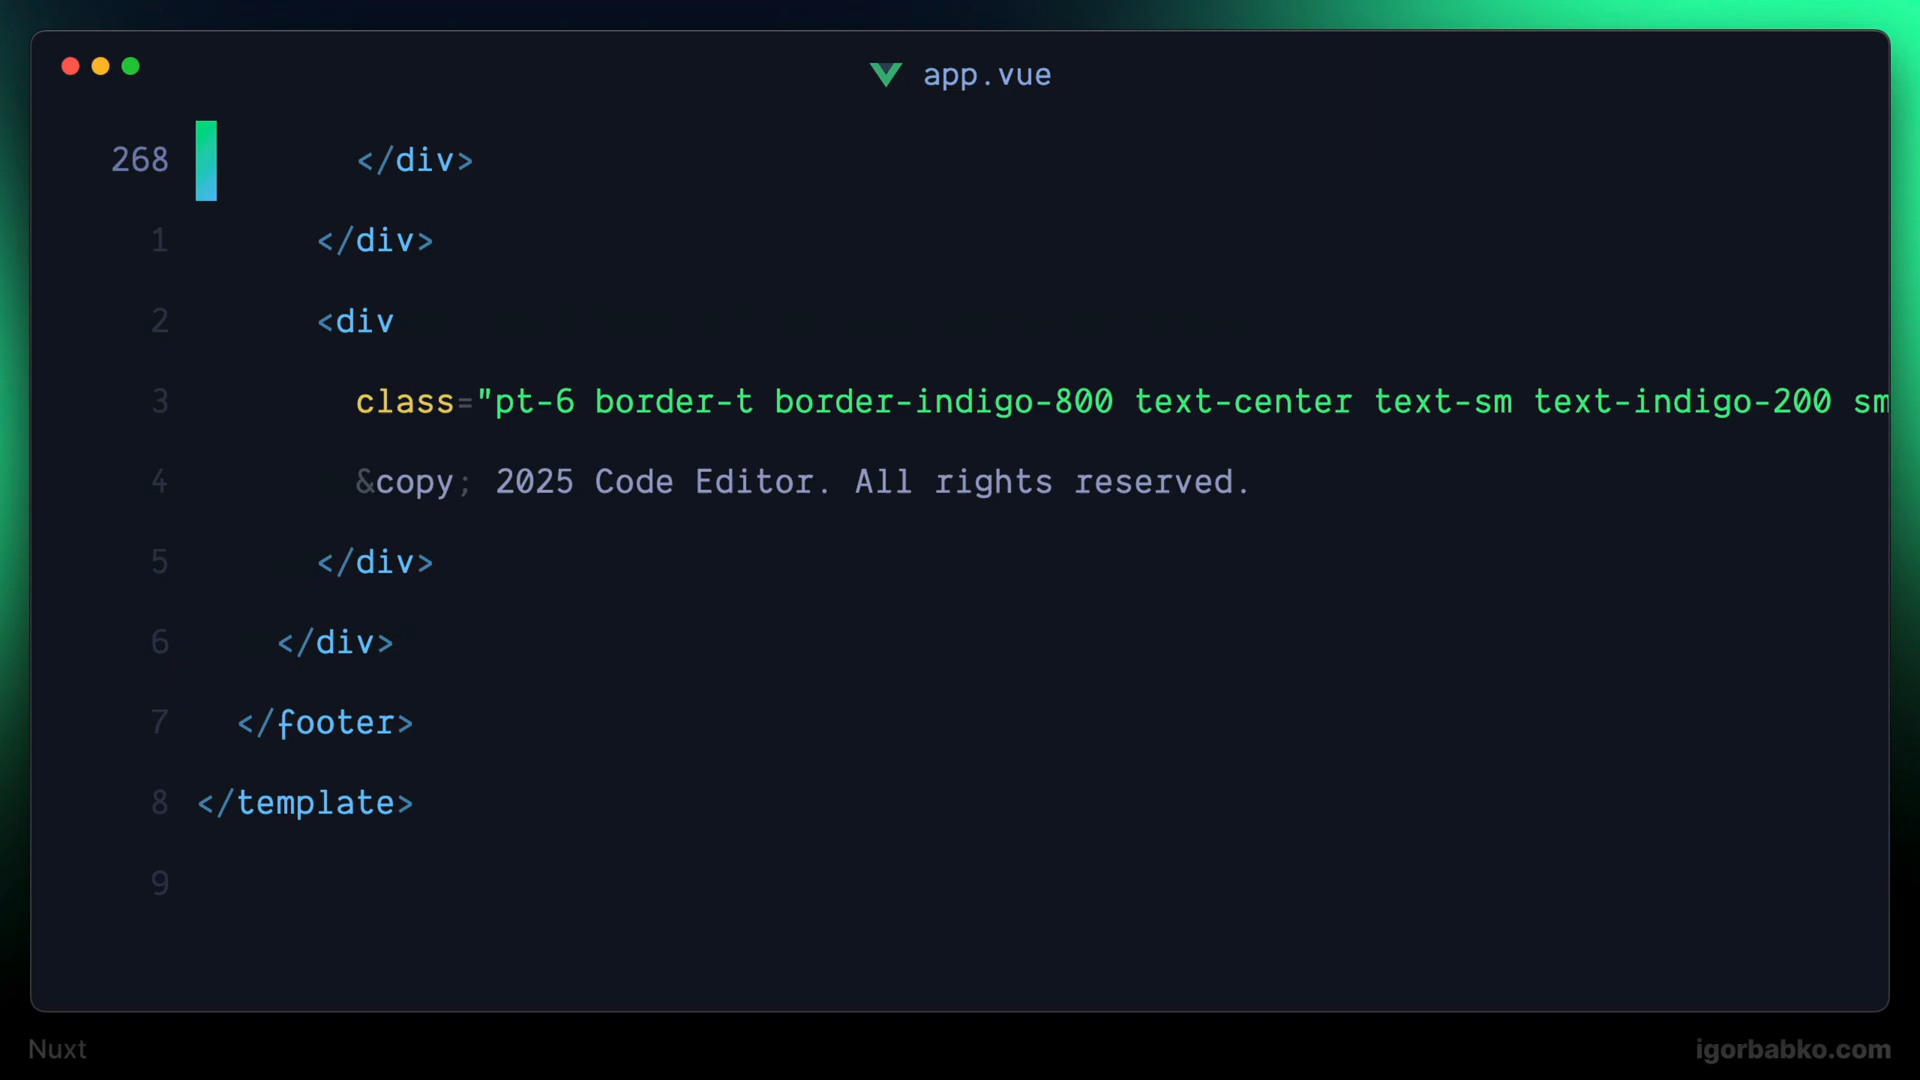 app.vue
268 </div>
1 </div>
2 <div
3 class="pt-6 border-t border-indigo-800 text-center text-sm text-indigo-200 sm
4 &copy; 2025 Code Editor. All rights reserved.
5 </div>
6 </div>
7 </footer>
8 </template>
9
Nuxt
igorbabko.com